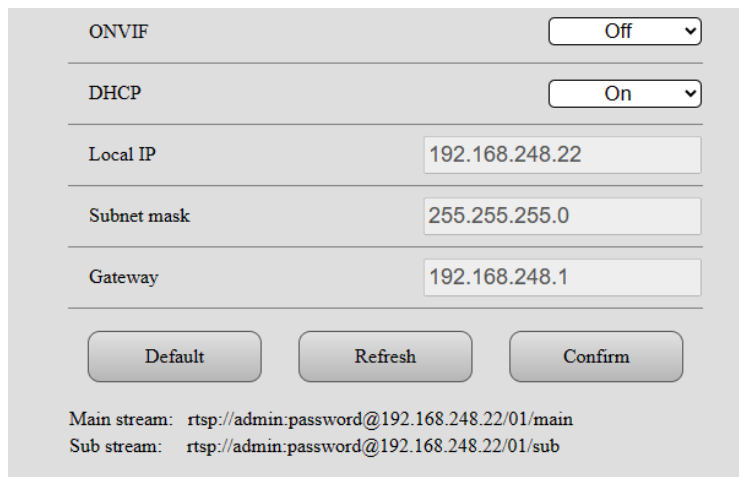 ONVIF Off
DHCP On
Local IP 192.168.248.22
Subnet mask 255.255.255.0
Gateway 192.168.248.1
Default Refresh Confirm
Main stream: rtsp://admin:password@192.168.248.22/01/main
Sub stream: rtsp://admin:password@192.168.248.22/01/sub